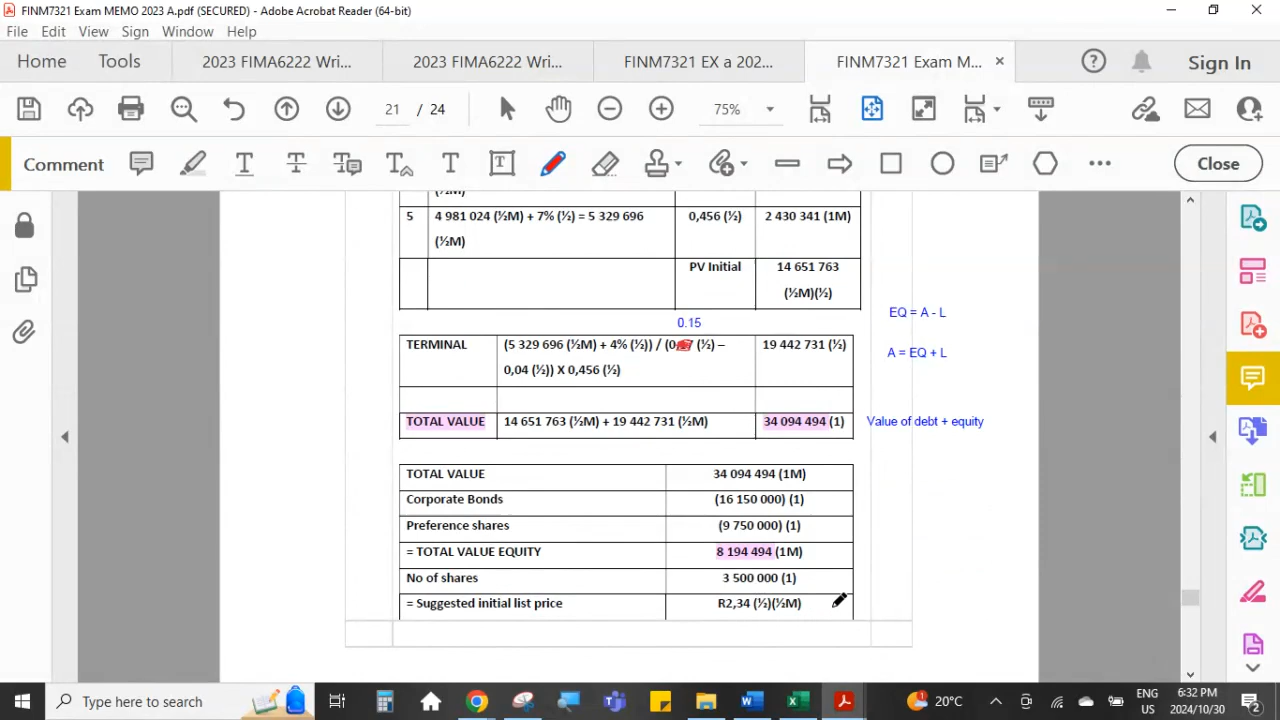 FINM7321 Exam MEMO 2023 A.pdf (SECURED) - Adobe Acrobat Reader (64-bit)
File Edit View Sign Window Help
Home Tools 2023 FIMA6222 Wri... 2023 FIMA6222 Wri... FINM7321 EX a 202... FINM7321 Exam M... × ? Sign In
21 / 24 75%
Comment Close
5 4 981 024 (½M) + 7% (½) = 5 329 696 0,456 (½) 2 430 341 (1M)
(½M)
PV Initial 14 651 763
(½M)(½)
EQ = A - L
0.15
TERMINAL (5 329 696 (½M) + 4% (½)) / (0 7 (½) – 19 442 731 (½)
A = EQ + L
0,04 (½)) X 0,456 (½)
TOTAL VALUE 14 651 763 (½M) + 19 442 731 (½M) 34 094 494 (1) Value of debt + equity
TOTAL VALUE 34 094 494 (1M)
Corporate Bonds (16 150 000) (1)
Preference shares (9 750 000) (1)
= TOTAL VALUE EQUITY 8 194 494 (1M)
No of shares 3 500 000 (1)
= Suggested initial list price R2,34 (½)(½M)
Type here to search 20°C ENG 6:32 PM
US 2024/10/30 2